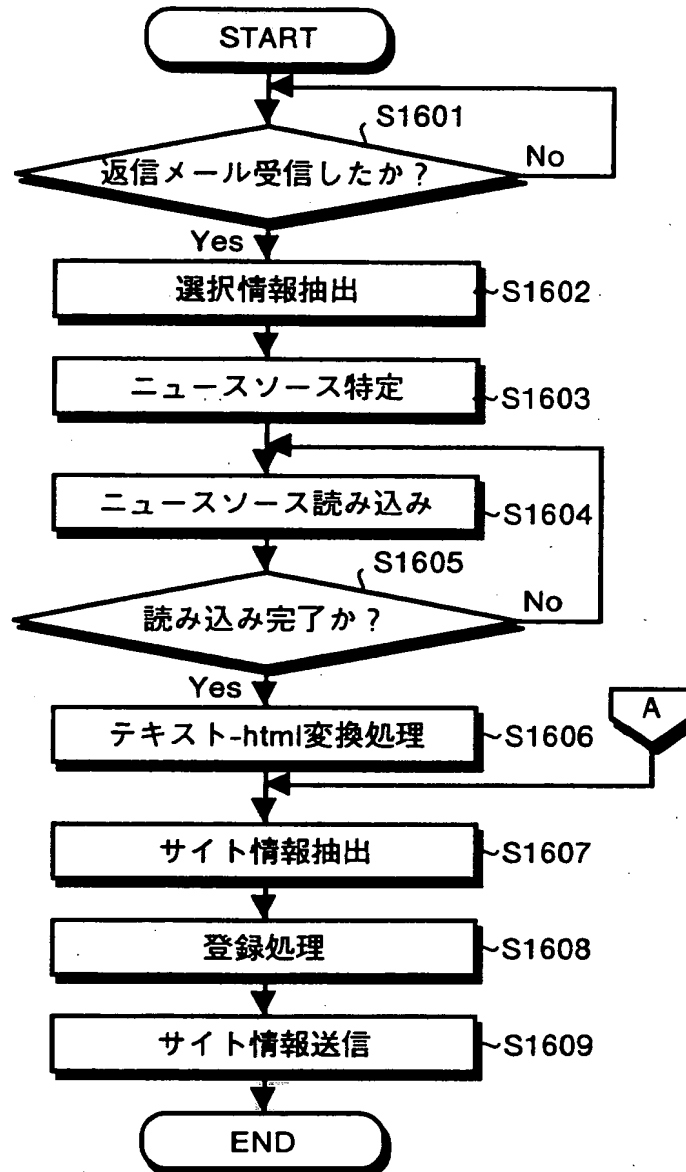 START
S1601
返信メール受信したか？
No
Yes
選択情報抽出
S1602
ニュースソース特定
S1603
ニュースソース読み込み
S1604
S1605
読み込み完了か？
No
Yes
A
テキスト-html変換処理
S1606
サイト情報抽出
S1607
登録処理
S1608
サイト情報送信
S1609
END